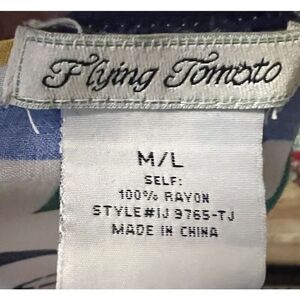 Flying Tomato
M/L
SELF:
100% RAYON
STYLE#IJ 9765-TJ
MADE IN CHINA